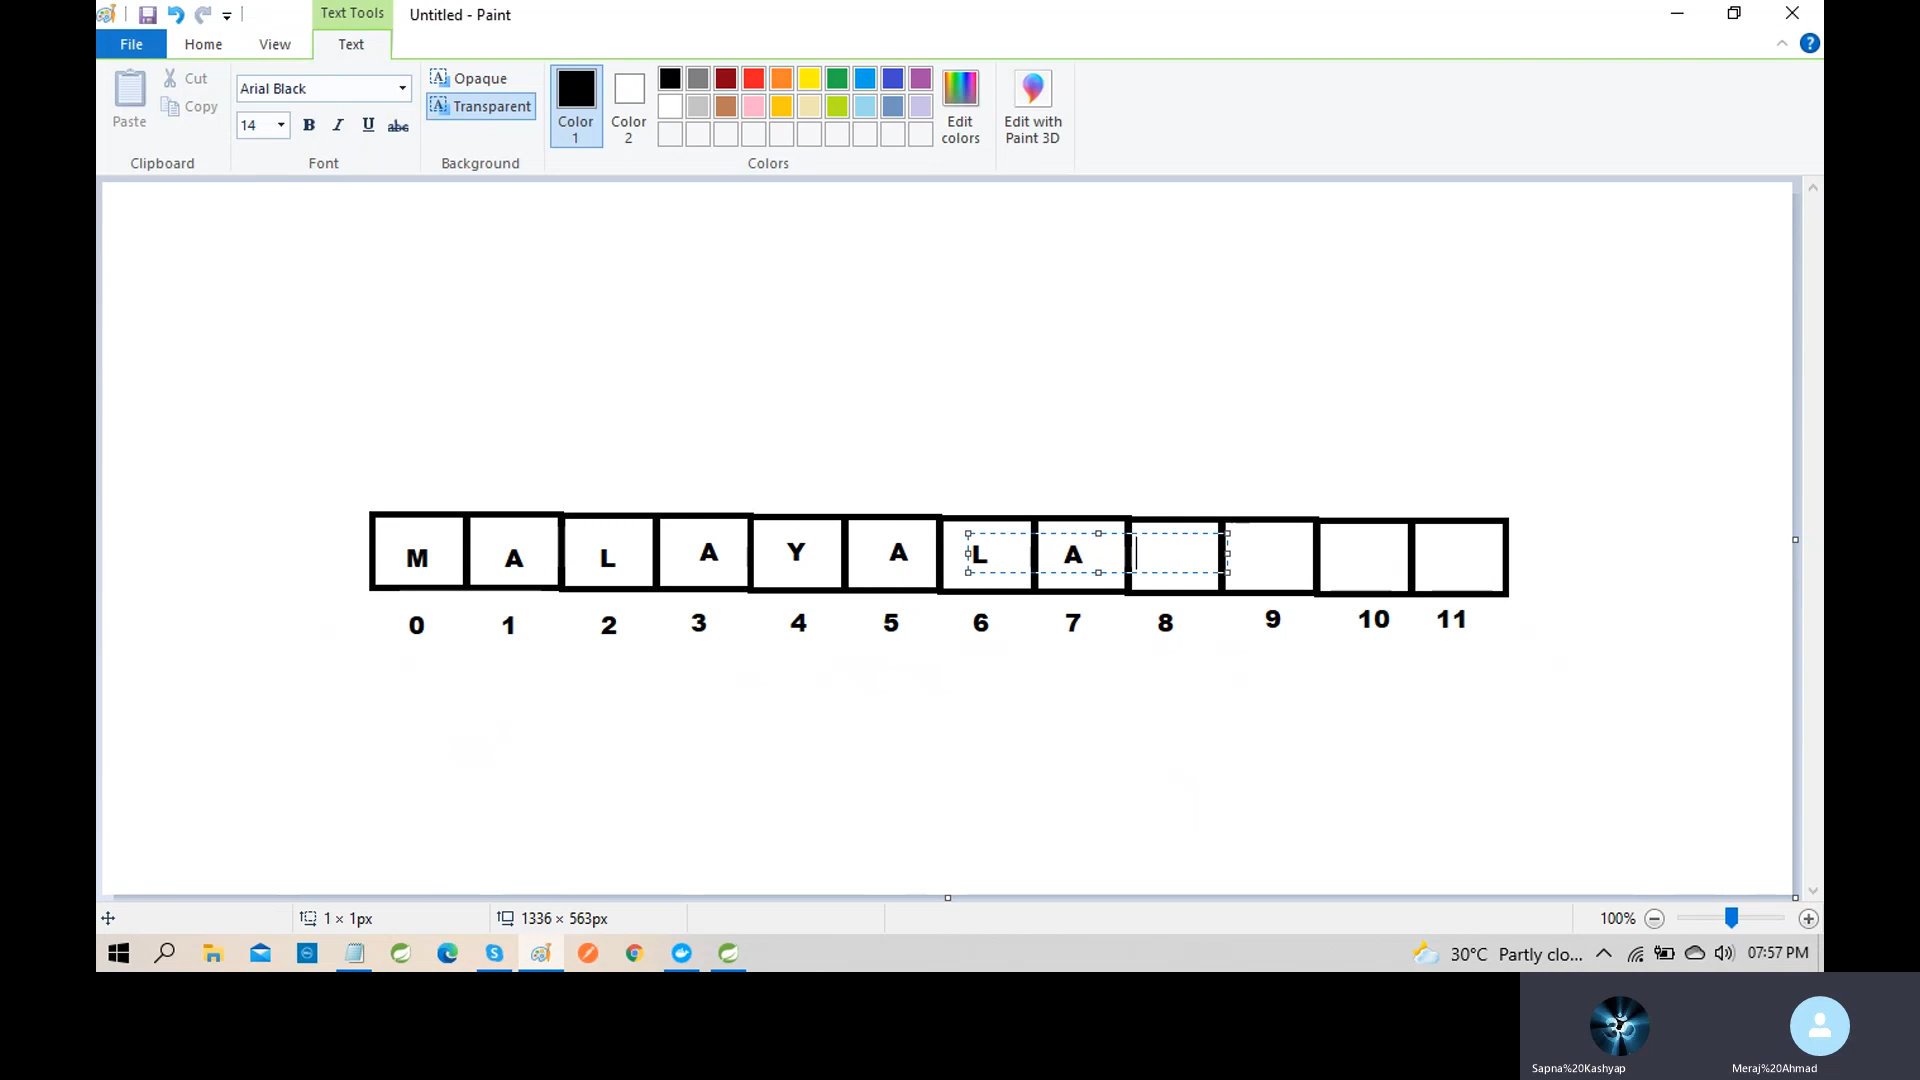 Text Tools Untitled - Paint
File Home View Text
Paste Cut Copy Clipboard
Arial Black
14 B I U abc
Font
Opaque
Transparent
Background
Color 1
Color 2
Edit colors
Edit with Paint 3D
Colors
M A L A Y A L A
0 1 2 3 4 5 6 7 8 9 10 11
1 × 1px 1336 × 563px 100%
30°C Partly clo... 07:57 PM
Sapna%20Kashyap Meraj%20Ahmad